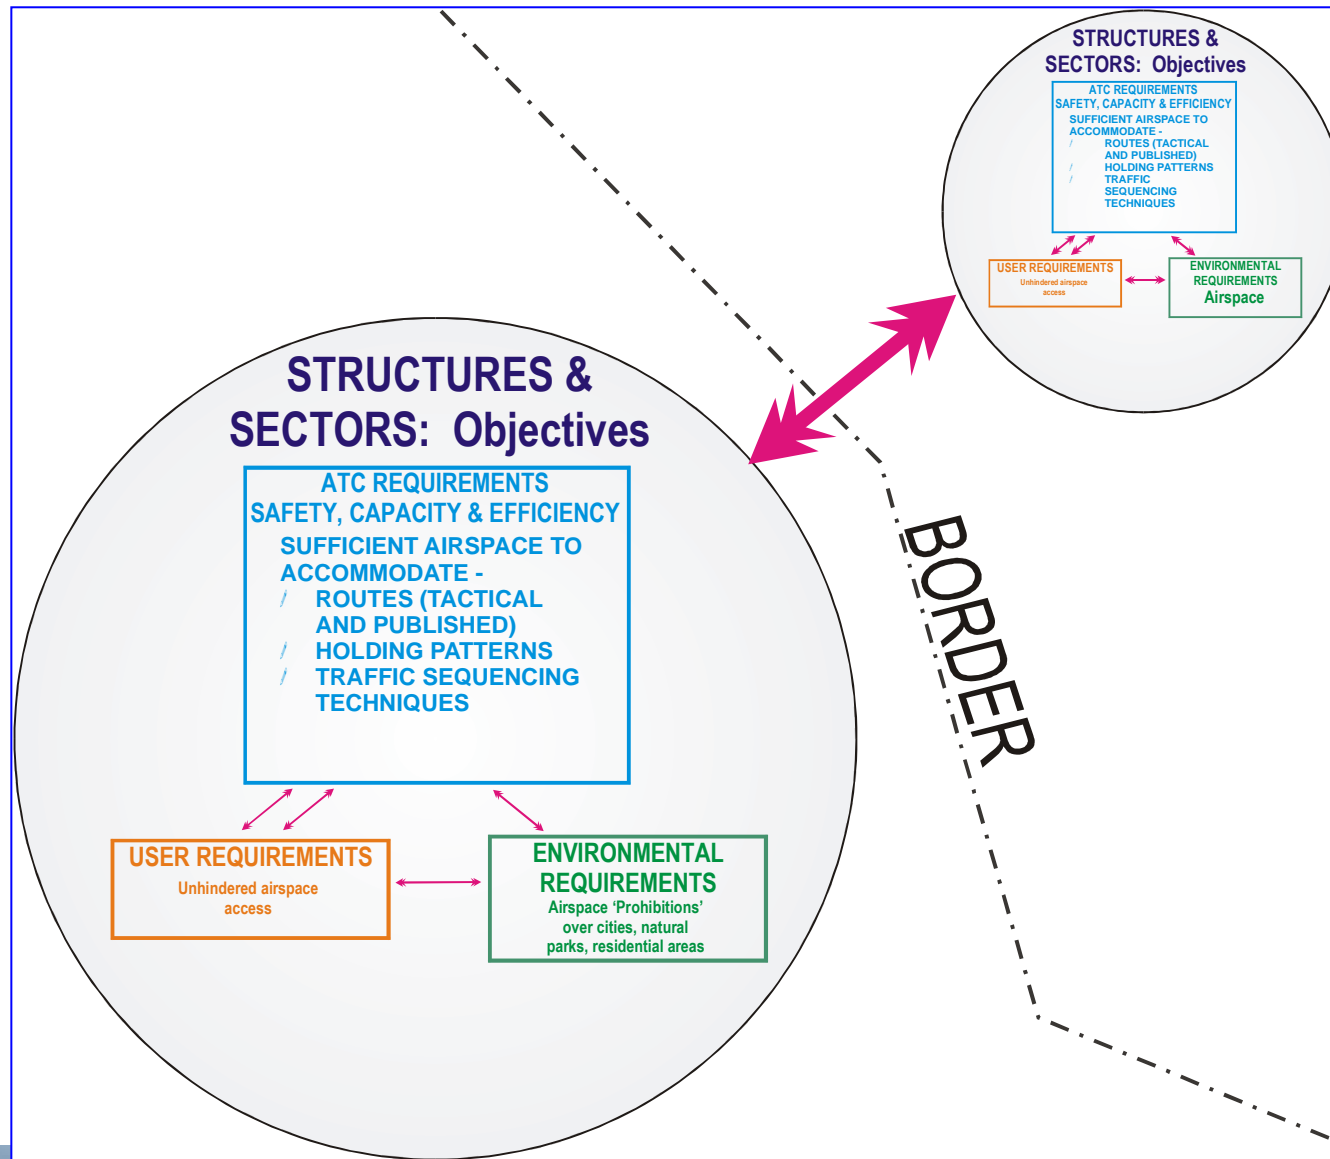 STRUCTURES &
SECTORS: Objectives
ATC REQUIREMENTS
SAFETY, CAPACITY & EFFICIENCY
SUFFICIENT AIRSPACE TO
ACCOMMODATE -
ROUTES (TACTICAL
AND PUBLISHED)
HOLDING PATTERNS
TRAFFIC
SEQUENCING
TECHNIQUES
USER REQUIREMENTS
Unhindered airspace
access
ENVIRONMENTAL
REQUIREMENTS
Airspace
STRUCTURES &
SECTORS: Objectives
ATC REQUIREMENTS
SAFETY, CAPACITY & EFFICIENCY
SUFFICIENT AIRSPACE TO
ACCOMMODATE -
ROUTES (TACTICAL
AND PUBLISHED)
HOLDING PATTERNS
TRAFFIC SEQUENCING
TECHNIQUES
USER REQUIREMENTS
Unhindered airspace
access
ENVIRONMENTAL
REQUIREMENTS
Airspace ‘Prohibitions’
over cities, natural
parks, residential areas
BORDER